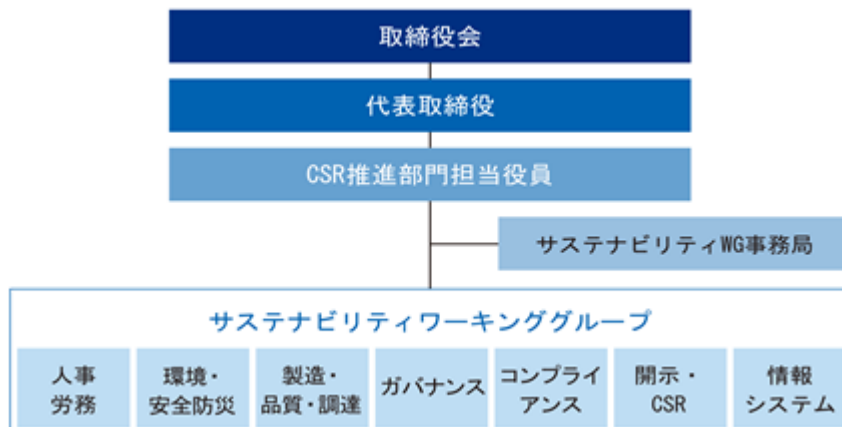 取締役会
代表取締役
CSR推進部門担当役員
サステナビリティWG事務局
サステナビリティワーキンググループ
人事
労務
環境・
安全防災
製造・
品質・調達
ガバナンス
コンプライ
アンス
開示・
CSR
情報
システム